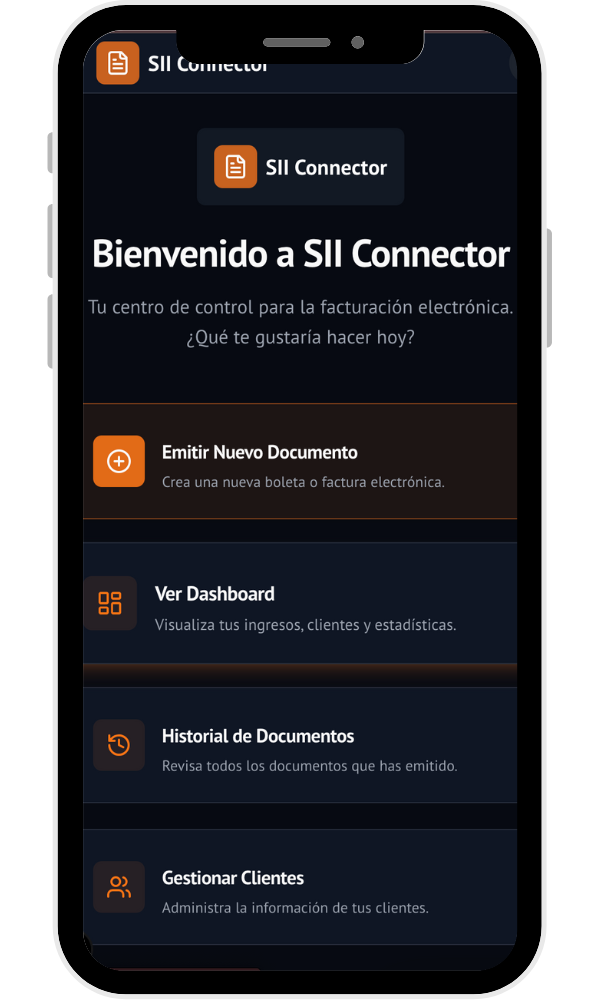 SII Connector
SII Connector
Bienvenido a SII Connector
Tu centro de control para la facturación electrónica.
¿Qué te gustaría hacer hoy?
Emitir Nuevo Documento
Crea una nueva boleta o factura electrónica.
Ver Dashboard
Visualiza tus ingresos, clientes y estadísticas.
Historial de Documentos
Revisa todos los documentos que has emitido.
Gestionar Clientes
Administra la información de tus clientes.